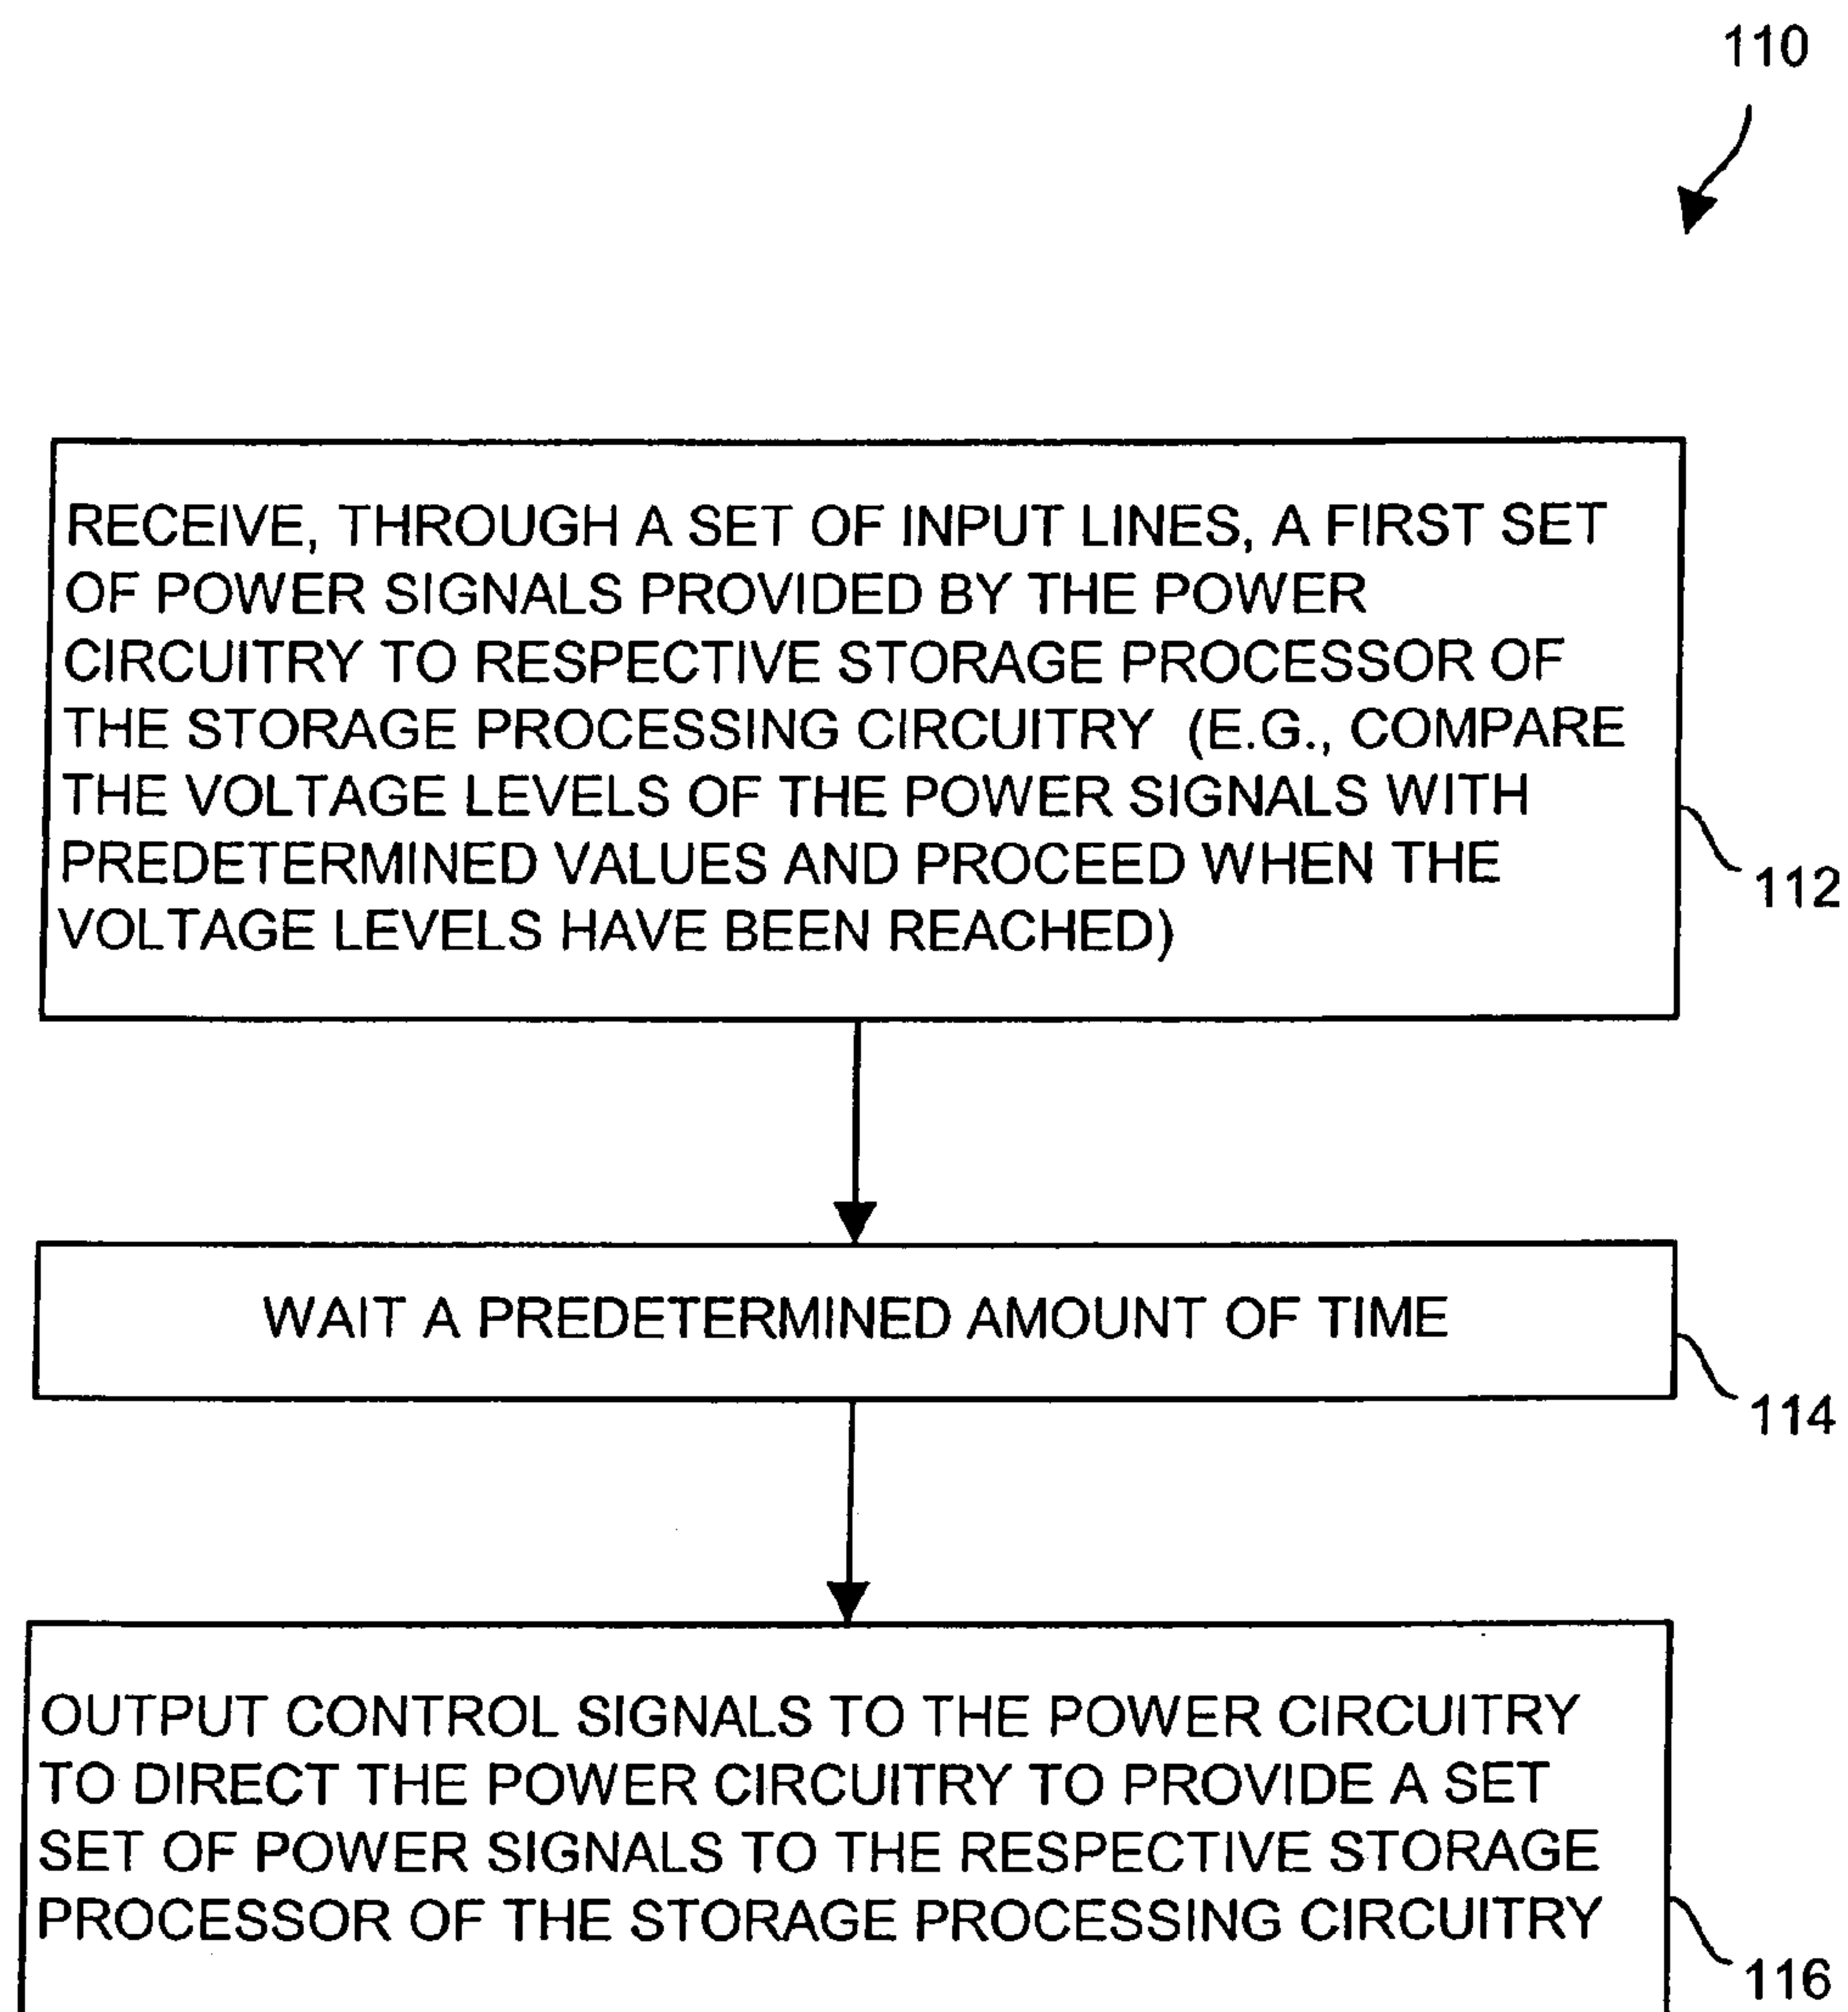 110
RECEIVE, THROUGH A SET OF INPUT LINES, A FIRST SET
OF POWER SIGNALS PROVIDED BY THE POWER
CIRCUITRY TO RESPECTIVE STORAGE PROCESSOR OF
THE STORAGE PROCESSING CIRCUITRY (E.G., COMPARE
THE VOLTAGE LEVELS OF THE POWER SIGNALS WITH
PREDETERMINED VALUES AND PROCEED WHEN THE
VOLTAGE LEVELS HAVE BEEN REACHED)
112
WAIT A PREDETERMINED AMOUNT OF TIME
114
OUTPUT CONTROL SIGNALS TO THE POWER CIRCUITRY
TO DIRECT THE POWER CIRCUITRY TO PROVIDE A SET
SET OF POWER SIGNALS TO THE RESPECTIVE STORAGE
PROCESSOR OF THE STORAGE PROCESSING CIRCUITRY
116